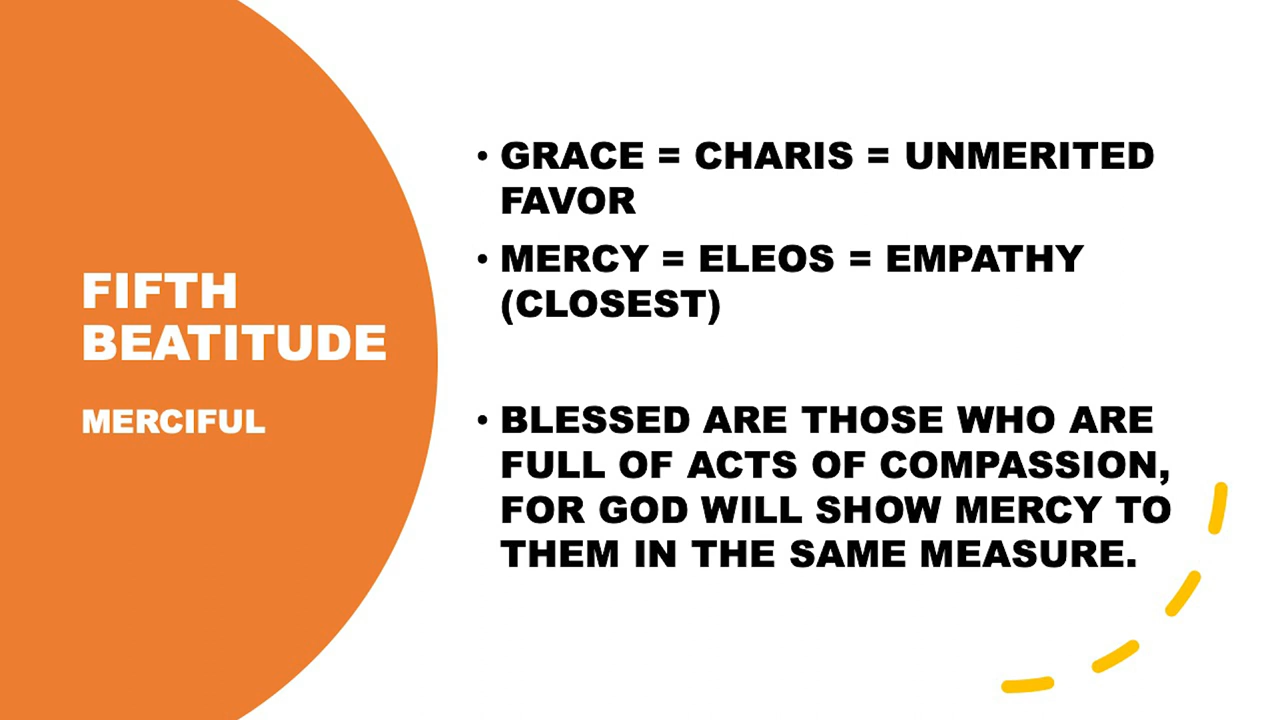 FIFTH
BEATITUDE
MERCIFUL
• GRACE = CHARIS = UNMERITED
FAVOR
• MERCY = ELEOS = EMPATHY
(CLOSEST)
• BLESSED ARE THOSE WHO ARE
FULL OF ACTS OF COMPASSION,
FOR GOD WILL SHOW MERCY TO
THEM IN THE SAME MEASURE.